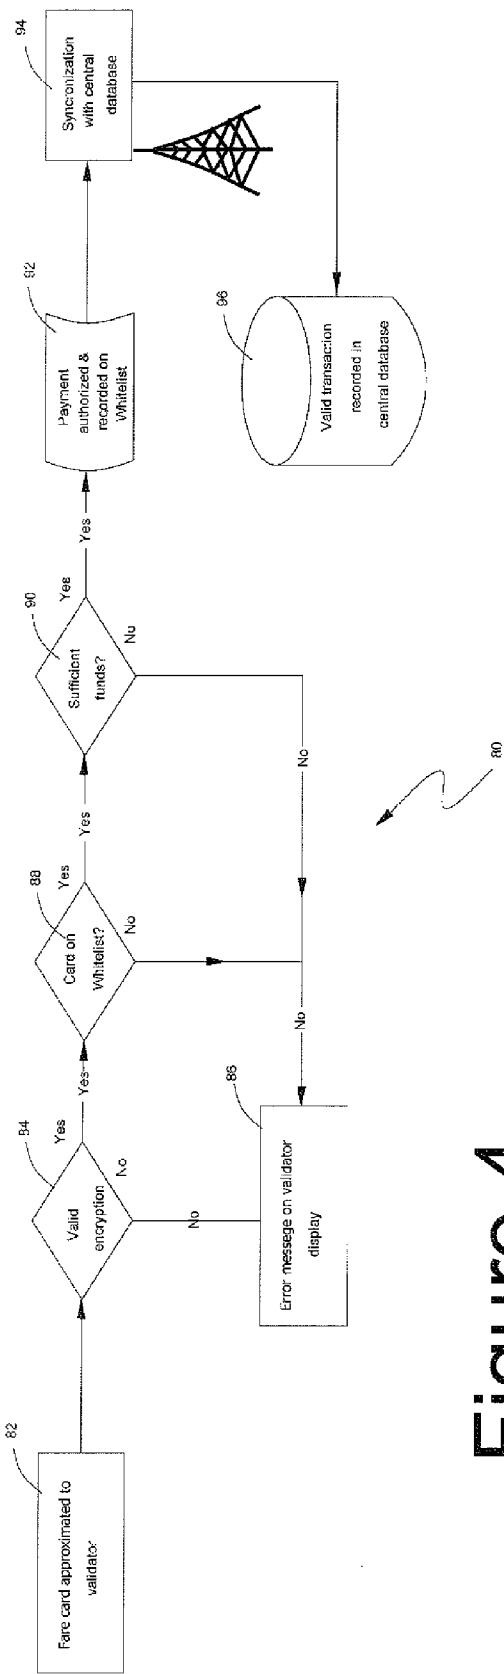 82
Fare card approximated to
validator
84
Valid
encryption
Yes
No
Yes
No
86
Error messege on validator
display
88
Card on
Whitelist?
Yes
No
Yes
No
90
Sufficient
funds?
Yes
No
Yes
No
92
Payment
authorized &
recorded on
Whitelist
94
Syncronization
with central
database
96
Valid transaction
recorded in
central database
80
Figure 4